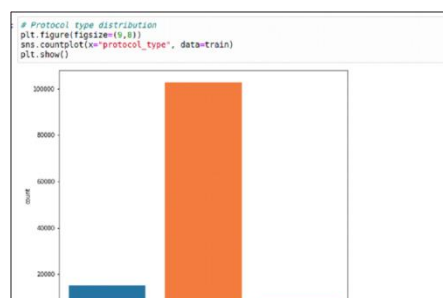 # Protocol type distribution
plt.figure(figsize=(9,8))
sns.countplot(x="protocol_type", data=train)
plt.show()
100000
80000
60000
count
40000
20000